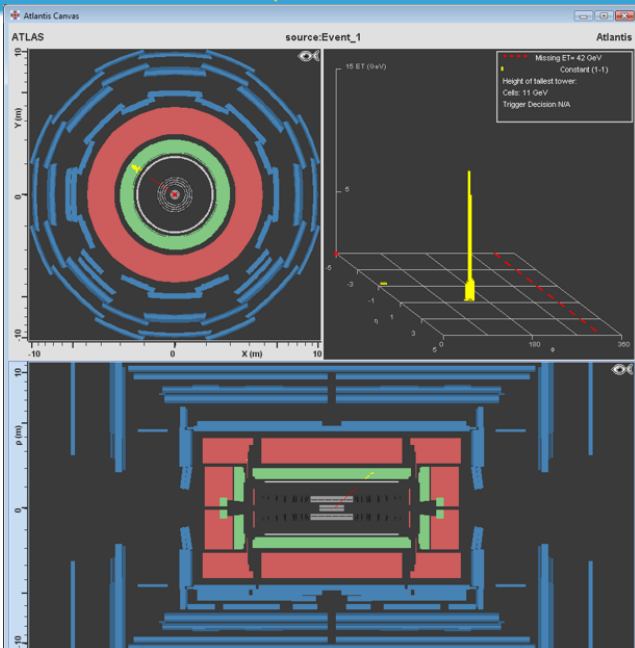 Atlantis Canvas
ATLAS source:Event_1 Atlantis
10
Y (m)
0
-10
-10 0 X (m) 10
15 ET (GeV)
5
-5
-3
-1
η 1
3
5
0 180 φ 360
Missing ET= 42 GeV
Constant (1-1)
Height of tallest tower:
Cells: 11 GeV
Trigger Decision N/A
10
ρ (m)
0
-10